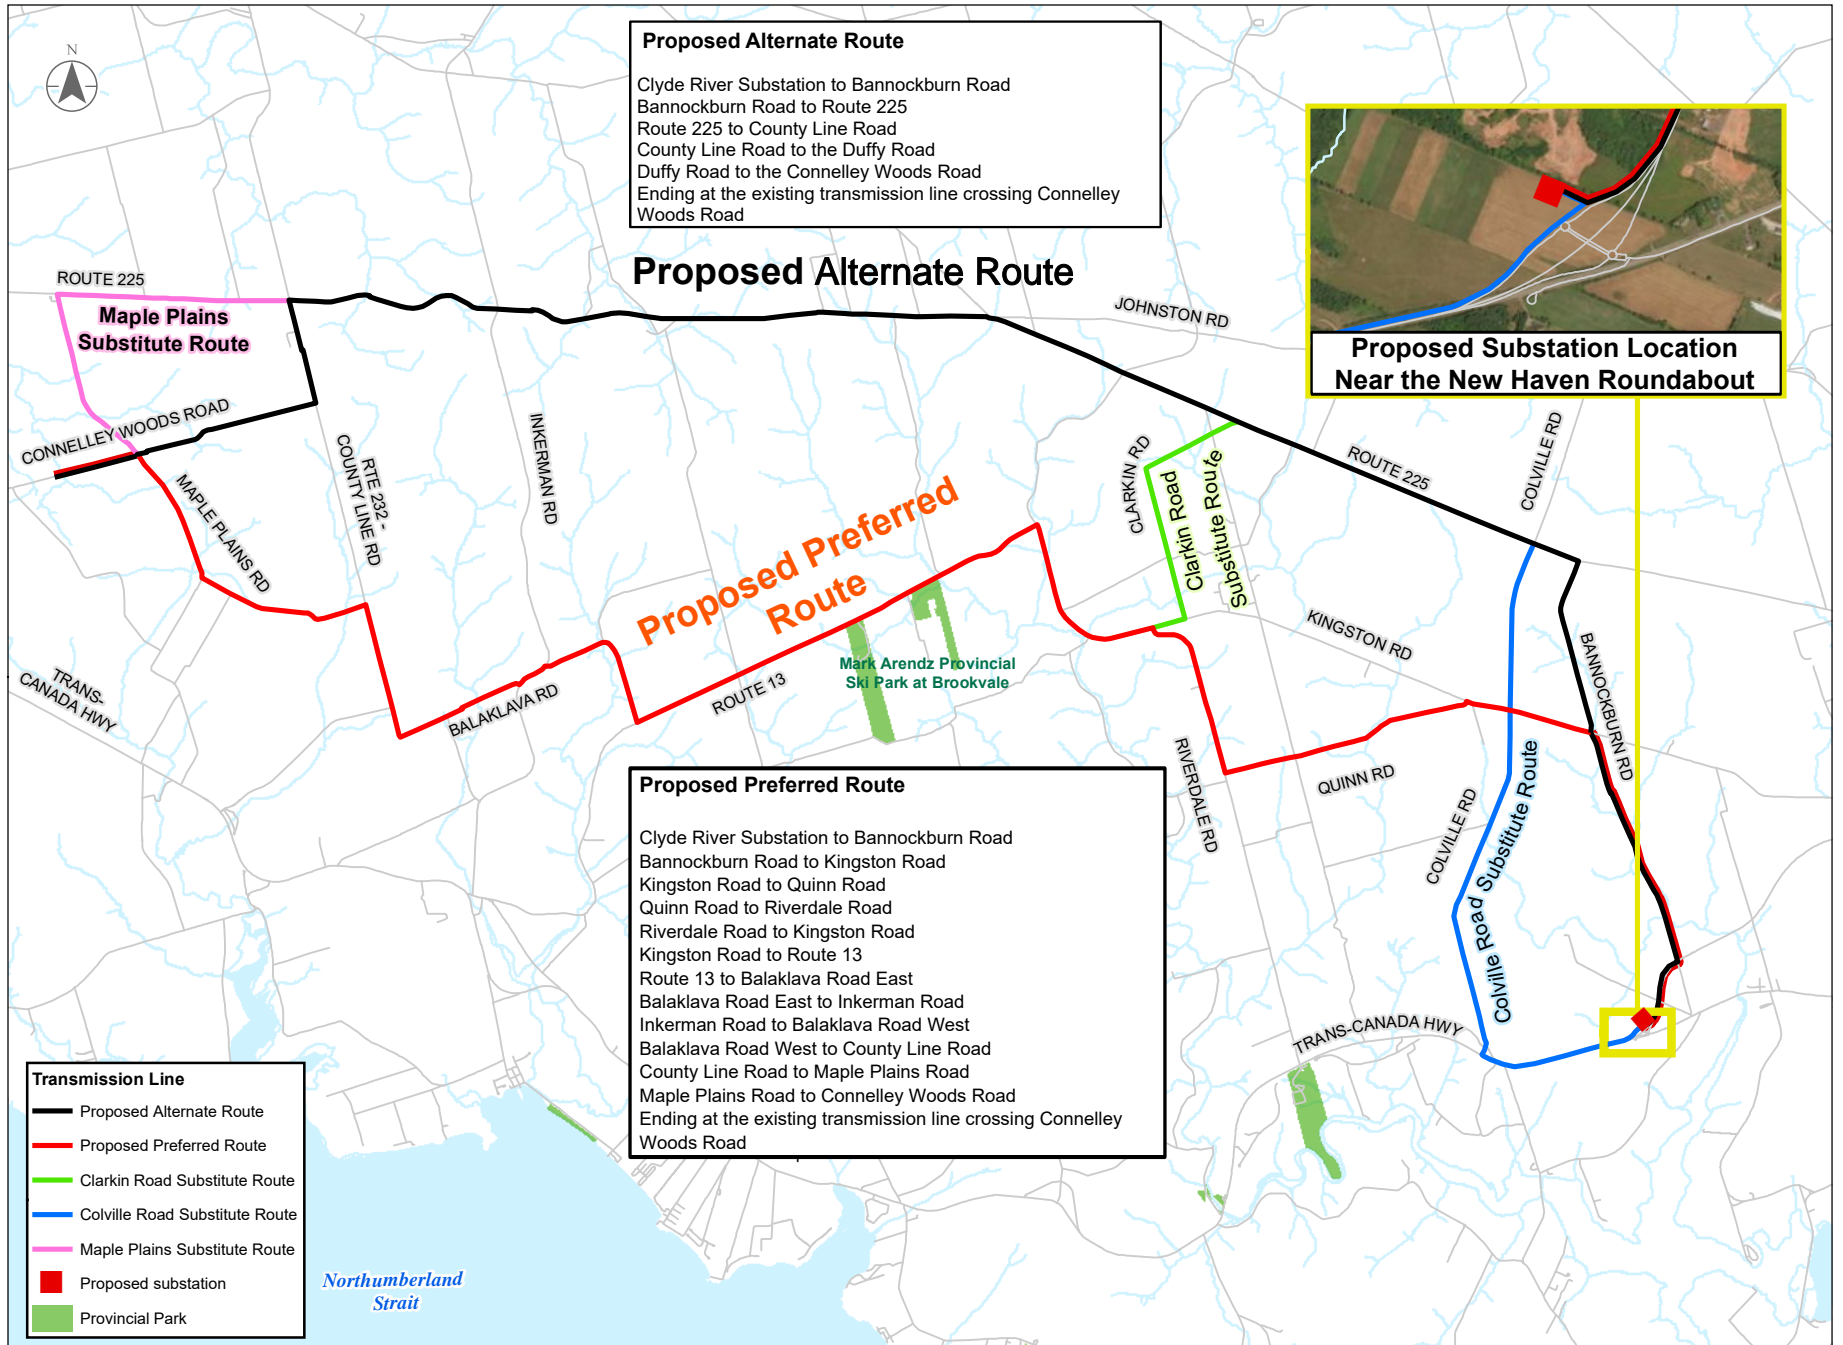 N
Proposed Alternate Route
Clyde River Substation to Bannockburn Road
Bannockburn Road to Route 225
Route 225 to County Line Road
County Line Road to the Duffy Road
Duffy Road to the Connelley Woods Road
Ending at the existing transmission line crossing Connelley
Woods Road
Proposed Alternate Route
Proposed Substation Location
Near the New Haven Roundabout
ROUTE 225
Maple Plains
Substitute Route
JOHNSTON RD
CONNELLEY WOODS ROAD
MAPLE PLAINS RD
RTE 232 -
COUNTY LINE RD
INKERMAN RD
CLARKIN RD
Clarkin Road
Substitute Route
ROUTE 225
COLVILLE RD
Proposed Preferred
Route
KINGSTON RD
BANNOCKBURN RD
Mark Arendz Provincial
Ski Park at Brookvale
TRANS-
CANADA HWY
BALAKLAVA RD
ROUTE 13
RIVERDALE RD
QUINN RD
COLVILLE RD
Colville Road Substitute Route
TRANS-CANADA HWY
Proposed Preferred Route
Clyde River Substation to Bannockburn Road
Bannockburn Road to Kingston Road
Kingston Road to Quinn Road
Quinn Road to Riverdale Road
Riverdale Road to Kingston Road
Kingston Road to Route 13
Route 13 to Balaklava Road East
Balaklava Road East to Inkerman Road
Inkerman Road to Balaklava Road West
Balaklava Road West to County Line Road
County Line Road to Maple Plains Road
Maple Plains Road to Connelley Woods Road
Ending at the existing transmission line crossing Connelley
Woods Road
Transmission Line
Proposed Alternate Route
Proposed Preferred Route
Clarkin Road Substitute Route
Colville Road Substitute Route
Maple Plains Substitute Route
Proposed substation
Provincial Park
Northumberland
Strait